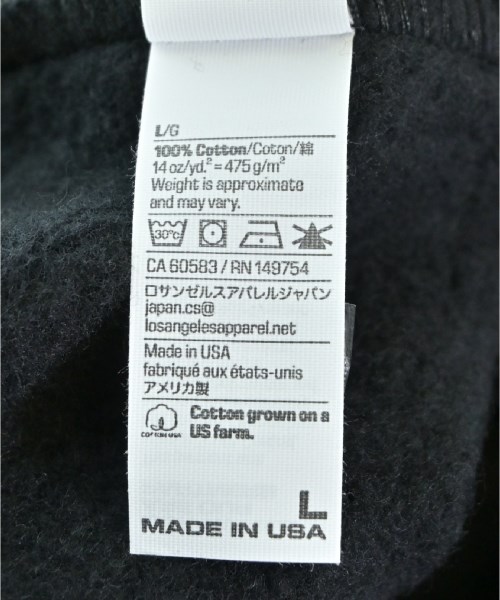 L/G
100% Cotton/Coton/綿
14 oz/yd.² = 475 g/m²
Weight is approximate
and may vary.
30°C
CA 60583 / RN 149754
ロサンゼルスアパレルジャパン
japan.cs@
losangelesapparel.net
Made in USA
fabriqué aux états-unis
アメリカ製
Cotton grown on a
US farm.
COTTON USA
L
MADE IN USA